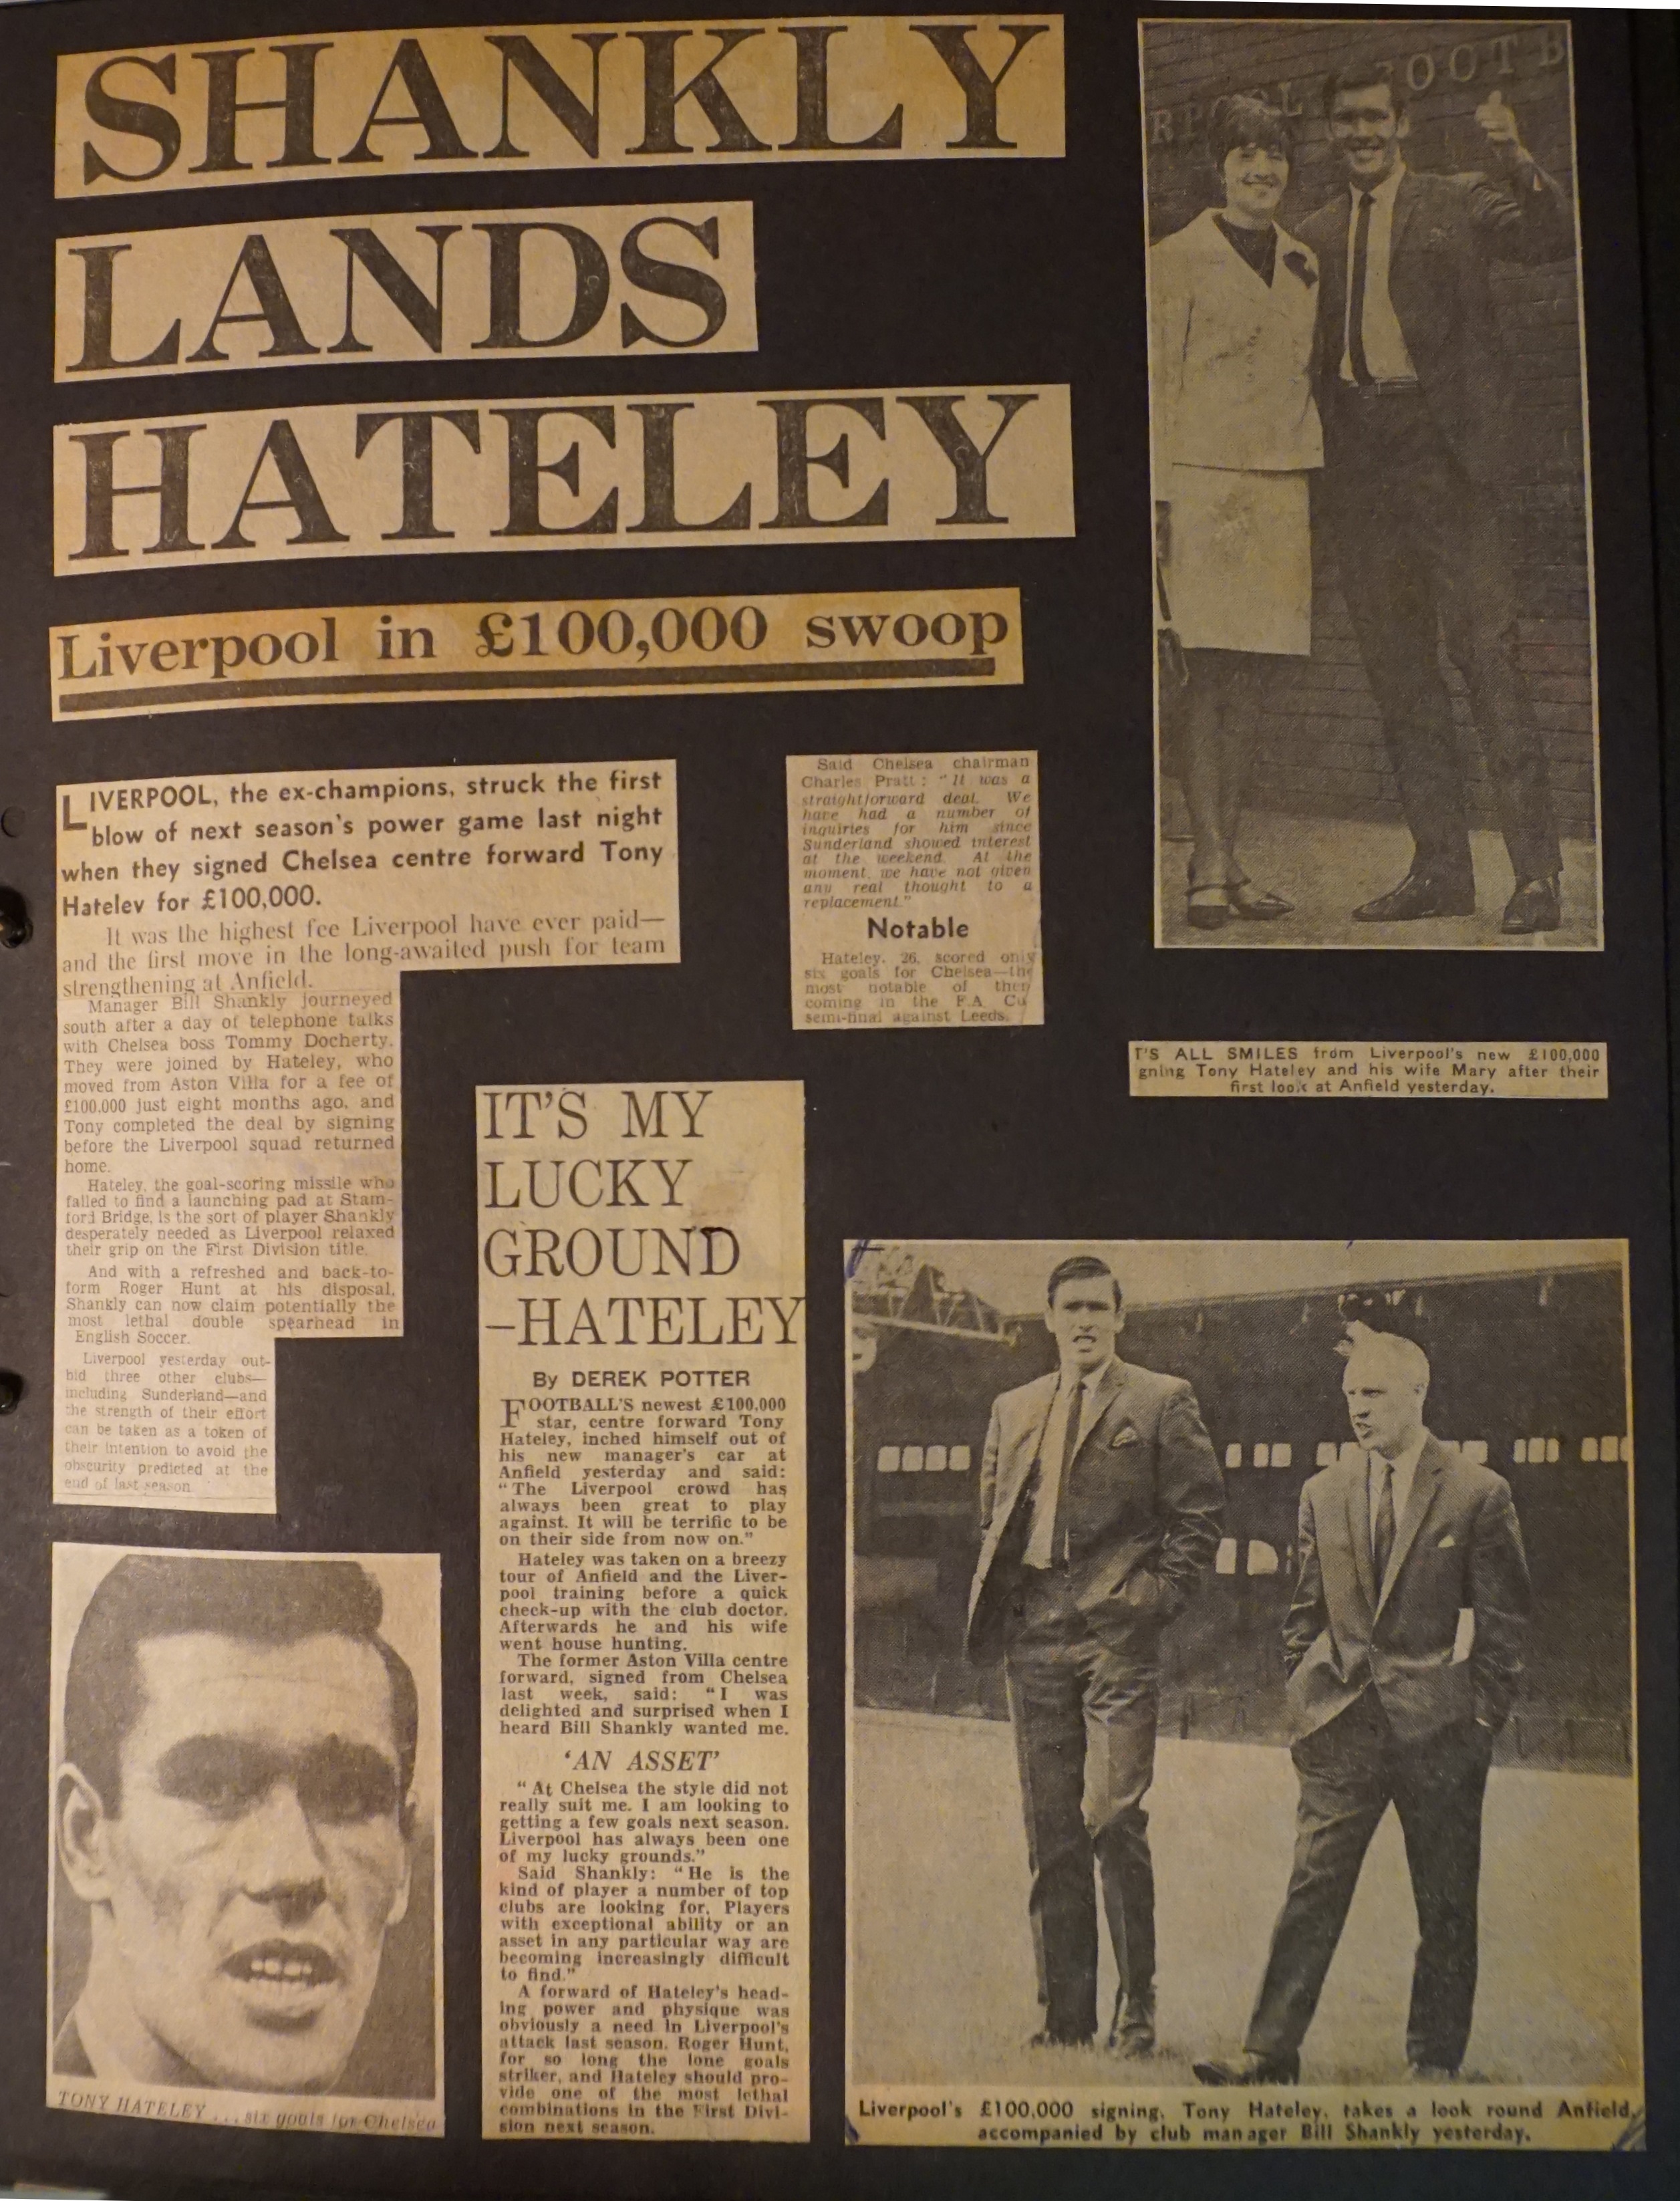 SHANKLY
LANDS
HATELEY
Liverpool in £100,000 swoop
LIVERPOOL, the ex-champions, struck the first
blow of next season's power game last night
when they signed Chelsea centre forward Tony
Hatelev for £100,000.
It was the highest fee Liverpool have ever paid—
and the first move in the long-awaited push for team
strengthening at Anfield.
Manager Bill Shankly journeyed
south after a day of telephone talks
with Chelsea boss Tommy Docherty.
They were joined by Hateley, who
moved from Aston Villa for a fee of
£100,000 just eight months ago, and
Tony completed the deal by signing
before the Liverpool squad returned
home.
Hateley, the goal-scoring missile who
failed to find a launching pad at Stam-
ford Bridge, is the sort of player Shankly
desperately needed as Liverpool relaxed
their grip on the First Division title.
And with a refreshed and back-to-
form Roger Hunt at his disposal,
Shankly can now claim potentially the
most lethal double spearhead in
English Soccer.
Liverpool yesterday out-
bid three other clubs—
including Sunderland—and
the strength of their effort
can be taken as a token of
their intention to avoid the
obscurity predicted at the
end of last season.
TONY HATELEY ... six goals for Chelsea
Said Chelsea chairman
Charles Pratt: "It was a
straightforward deal. We
have had a number of
inquiries for him since
Sunderland showed interest
at the weekend. At the
moment, we have not given
any real thought to a
replacement."
Notable
Hateley, 26, scored only
six goals for Chelsea—the
most notable of them
coming in the F.A. Cu
semi-final against Leeds.
IT'S MY
LUCKY
GROUND
–HATELEY
By DEREK POTTER
FOOTBALL'S newest £100,000
star, centre forward Tony
Hateley, inched himself out of
his new manager's car at
Anfield yesterday and said:
"The Liverpool crowd has
always been great to play
against. It will be terrific to be
on their side from now on."
Hateley was taken on a breezy
tour of Anfield and the Liver-
pool training before a quick
check-up with the club doctor.
Afterwards he and his wife
went house hunting.
The former Aston Villa centre
forward, signed from Chelsea
last week, said: "I was
delighted and surprised when I
heard Bill Shankly wanted me.
'AN ASSET'
"At Chelsea the style did not
really suit me. I am looking to
getting a few goals next season.
Liverpool has always been one
of my lucky grounds."
Said Shankly: "He is the
kind of player a number of top
clubs are looking for. Players
with exceptional ability or an
asset in any particular way are
becoming increasingly difficult
to find."
A forward of Hateley's head-
ing power and physique was
obviously a need in Liverpool's
attack last season. Roger Hunt,
for so long the lone goals
striker, and Hateley should pro-
vide one of the most lethal
combinations in the First Divi-
sion next season.
RPOOL FOOTB
T'S ALL SMILES from Liverpool's new £100,000
gning Tony Hateley and his wife Mary after their
first look at Anfield yesterday.
Liverpool's £100,000 signing, Tony Hateley, takes a look round Anfield,
accompanied by club manager Bill Shankly yesterday.